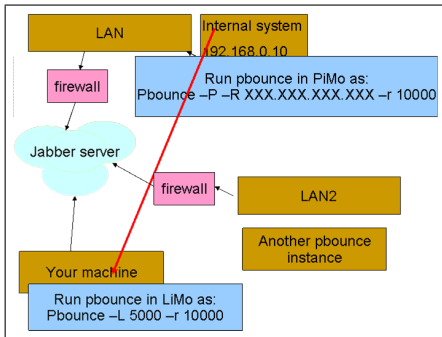 LAN
Internal system
192.168.0.10
Run pbounce in PiMo as:
Pbounce –P –R XXX.XXX.XXX.XXX –r 10000
firewall
Jabber server
firewall
LAN2
Another pbounce
instance
Your machine
Run pbounce in LiMo as:
Pbounce –L 5000 –r 10000